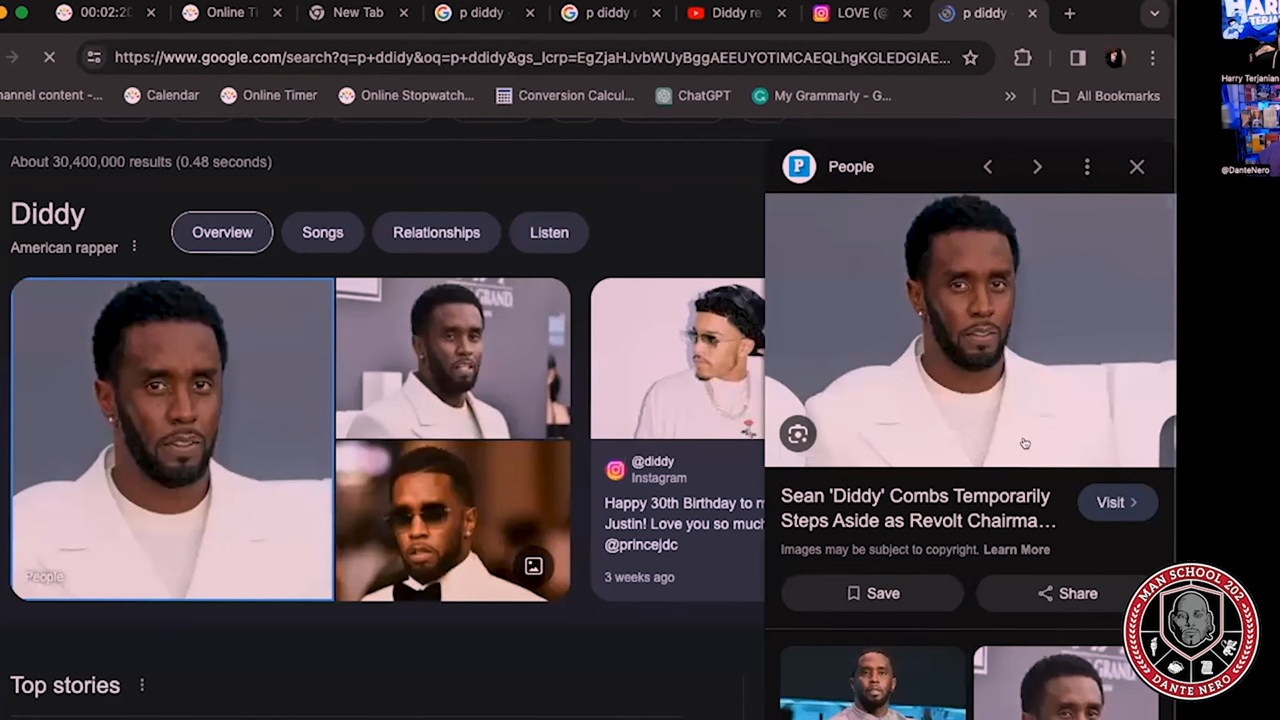 00:02:20
Online Ti
New Tab
p diddy -
p diddy
Diddy re
LOVE (@
p diddy
https://www.google.com/search?q=p+ddidy&oq=p+ddidy&gs_lcrp=EgZjaHJvbWUyBggAEEUYOTIMCAEQLhgKGLEDGIAE...
annel content -...
Calendar
Online Timer
Online Stopwatch...
Conversion Calcul...
ChatGPT
My Grammarly - G...
All Bookmarks
Harry Terjanian
@DanteNero
About 30,400,000 results (0.48 seconds)
Diddy
American rapper
Overview
Songs
Relationships
Listen
GRAND
People
@diddy
Instagram
Happy 30th Birthday to m
Justin! Love you so much
@princejdc
3 weeks ago
P People
Sean 'Diddy' Combs Temporarily
Steps Aside as Revolt Chairma...
Visit
Images may be subject to copyright. Learn More
Save
Share
Top stories
MAN SCHOOL 202
DANTE NERO